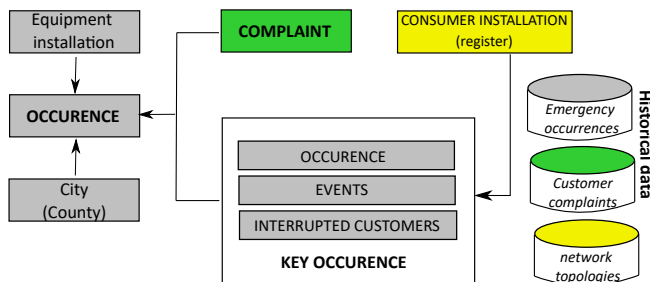 Equipment
installation
COMPLAINT
CONSUMER INSTALLATION
(register)
OCCURENCE
City
(County)
OCCURENCE
EVENTS
INTERRUPTED CUSTOMERS
KEY OCCURENCE
Emergency
occurrences
Customer
complaints
network
topologies
Historical data